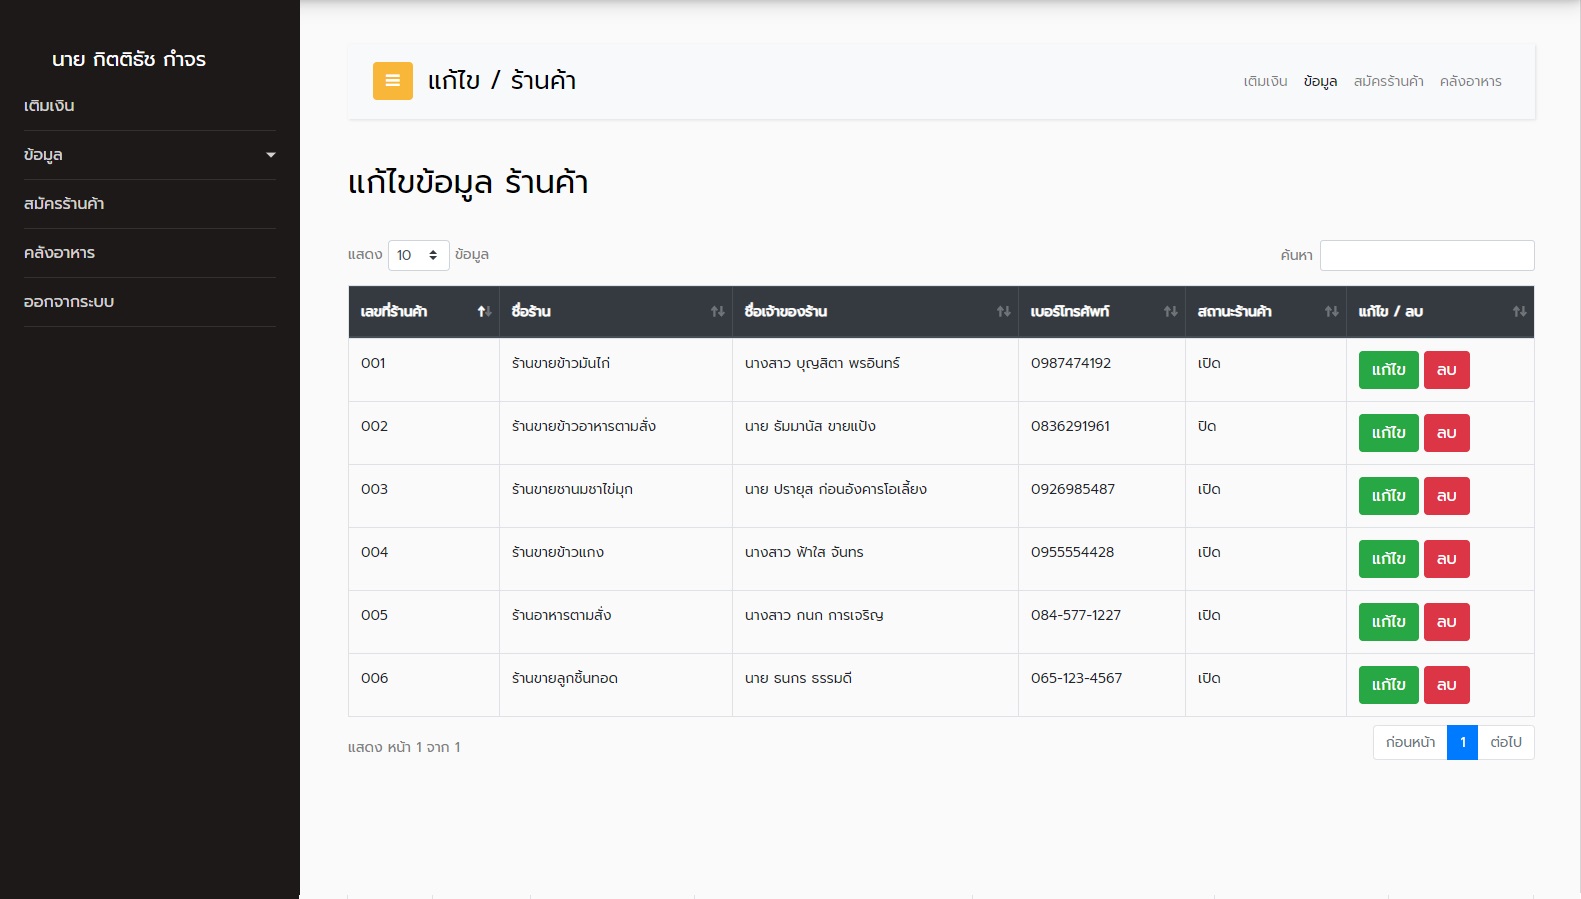 นาย กิตติธัช กำจร
เติมเงิน
ข้อมูล
สมัครร้านค้า
คลังอาหาร
ออกจากระบบ
แก้ไข / ร้านค้า
เติมเงิน ข้อมูล สมัครร้านค้า คลังอาหาร
แก้ไขข้อมูล ร้านค้า
แสดง 10 ข้อมูล ค้นหา
เลขที่ร้านค้า ชื่อร้าน ชื่อเจ้าของร้าน เบอร์โทรศัพท์ สถานะร้านค้า แก้ไข / ลบ
001 ร้านขายข้าวมันไก่ นางสาว บุญสิตา พรอินทร์ 0987474192 เปิด แก้ไข ลบ
002 ร้านขายข้าวอาหารตามสั่ง นาย ธัมมานัส ขายแป้ง 0836291961 ปิด แก้ไข ลบ
003 ร้านขายชานมชาไข่มุก นาย ปรายุส ก่อนอังคารโอเลี้ยง 0926985487 เปิด แก้ไข ลบ
004 ร้านขายข้าวแกง นางสาว ฟ้าใส จันทร 0955554428 เปิด แก้ไข ลบ
005 ร้านอาหารตามสั่ง นางสาว กนก การเจริญ 084-577-1227 เปิด แก้ไข ลบ
006 ร้านขายลูกชิ้นทอด นาย ธนกร ธรรมดี 065-123-4567 เปิด แก้ไข ลบ
แสดง หน้า 1 จาก 1
ก่อนหน้า 1 ต่อไป